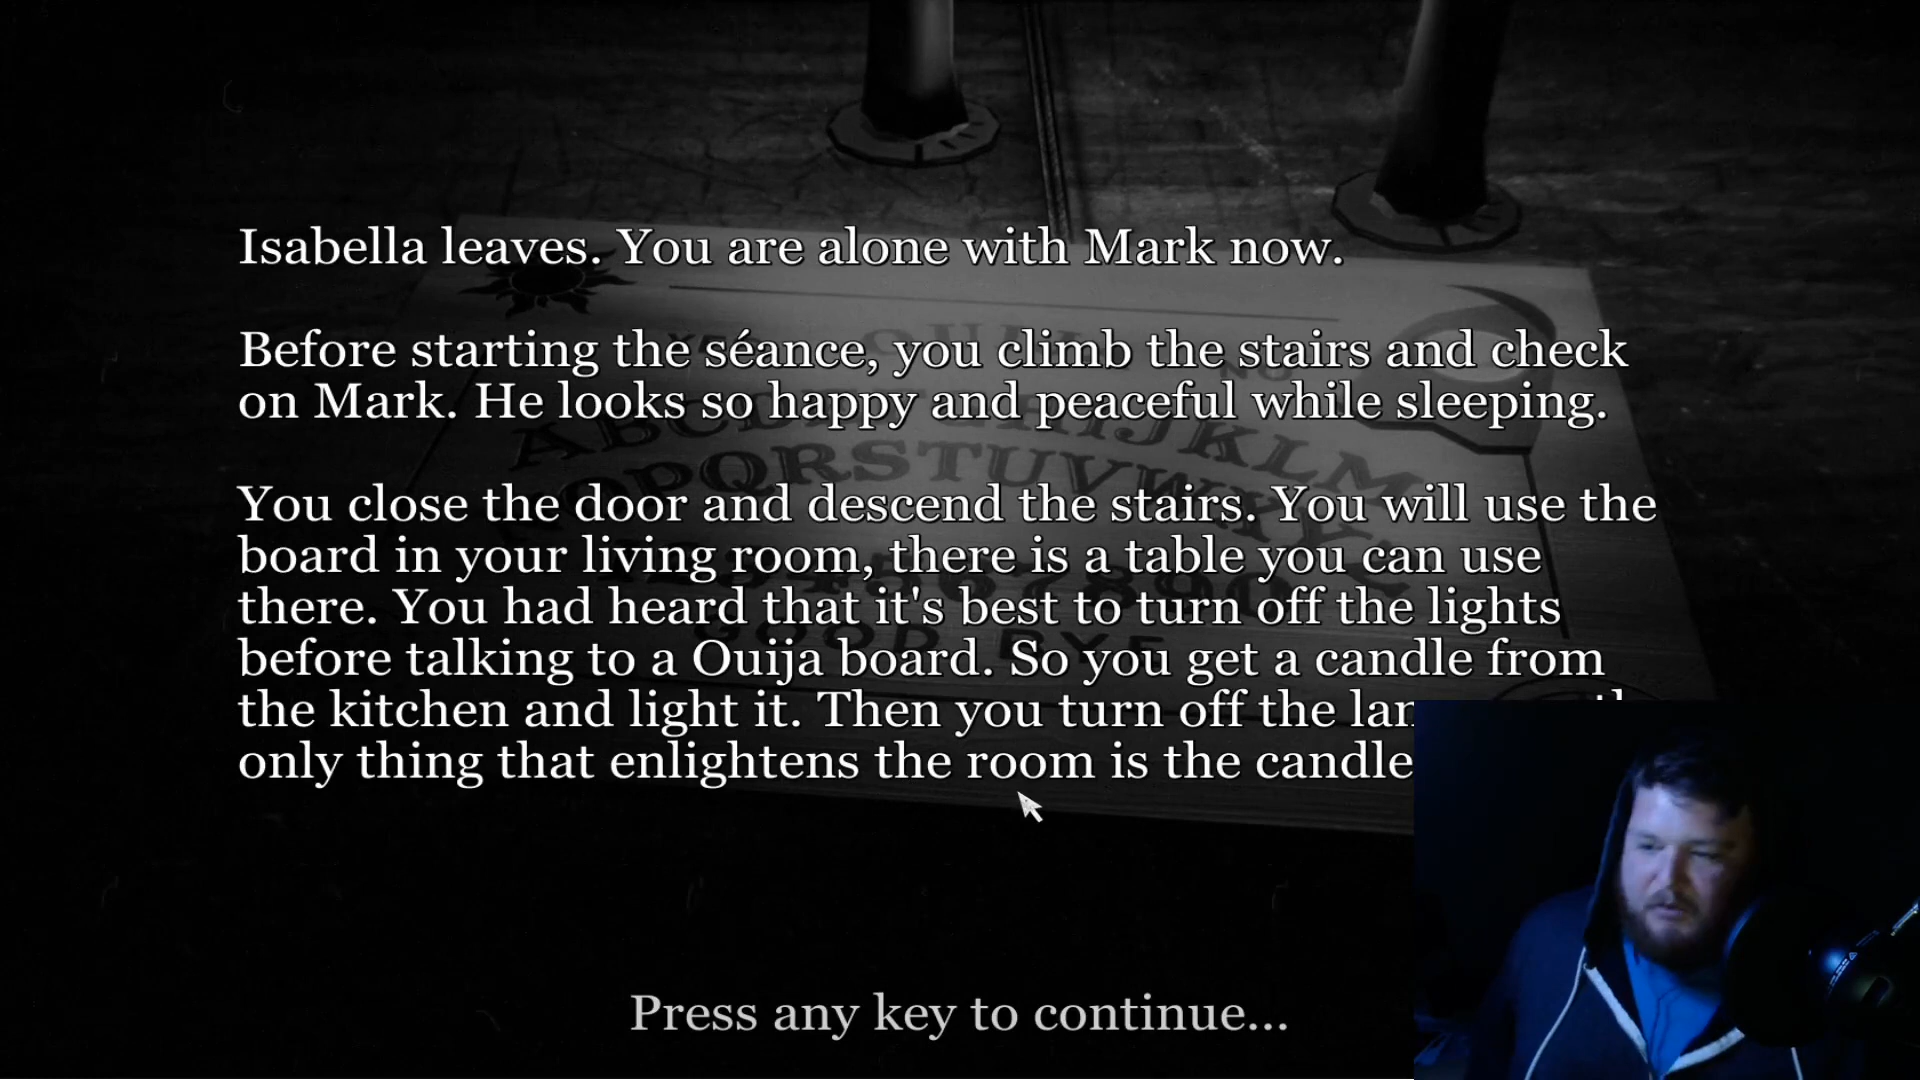 Isabella leaves. You are alone with Mark now.
Before starting the séance, you climb the stairs and check
on Mark. He looks so happy and peaceful while sleeping.
You close the door and descend the stairs. You will use the
board in your living room, there is a table you can use
there. You had heard that it's best to turn off the lights
before talking to a Ouija board. So you get a candle from
the kitchen and light it. Then you turn off the
only thing that enlightens the room is the candle
Press any key to continue...